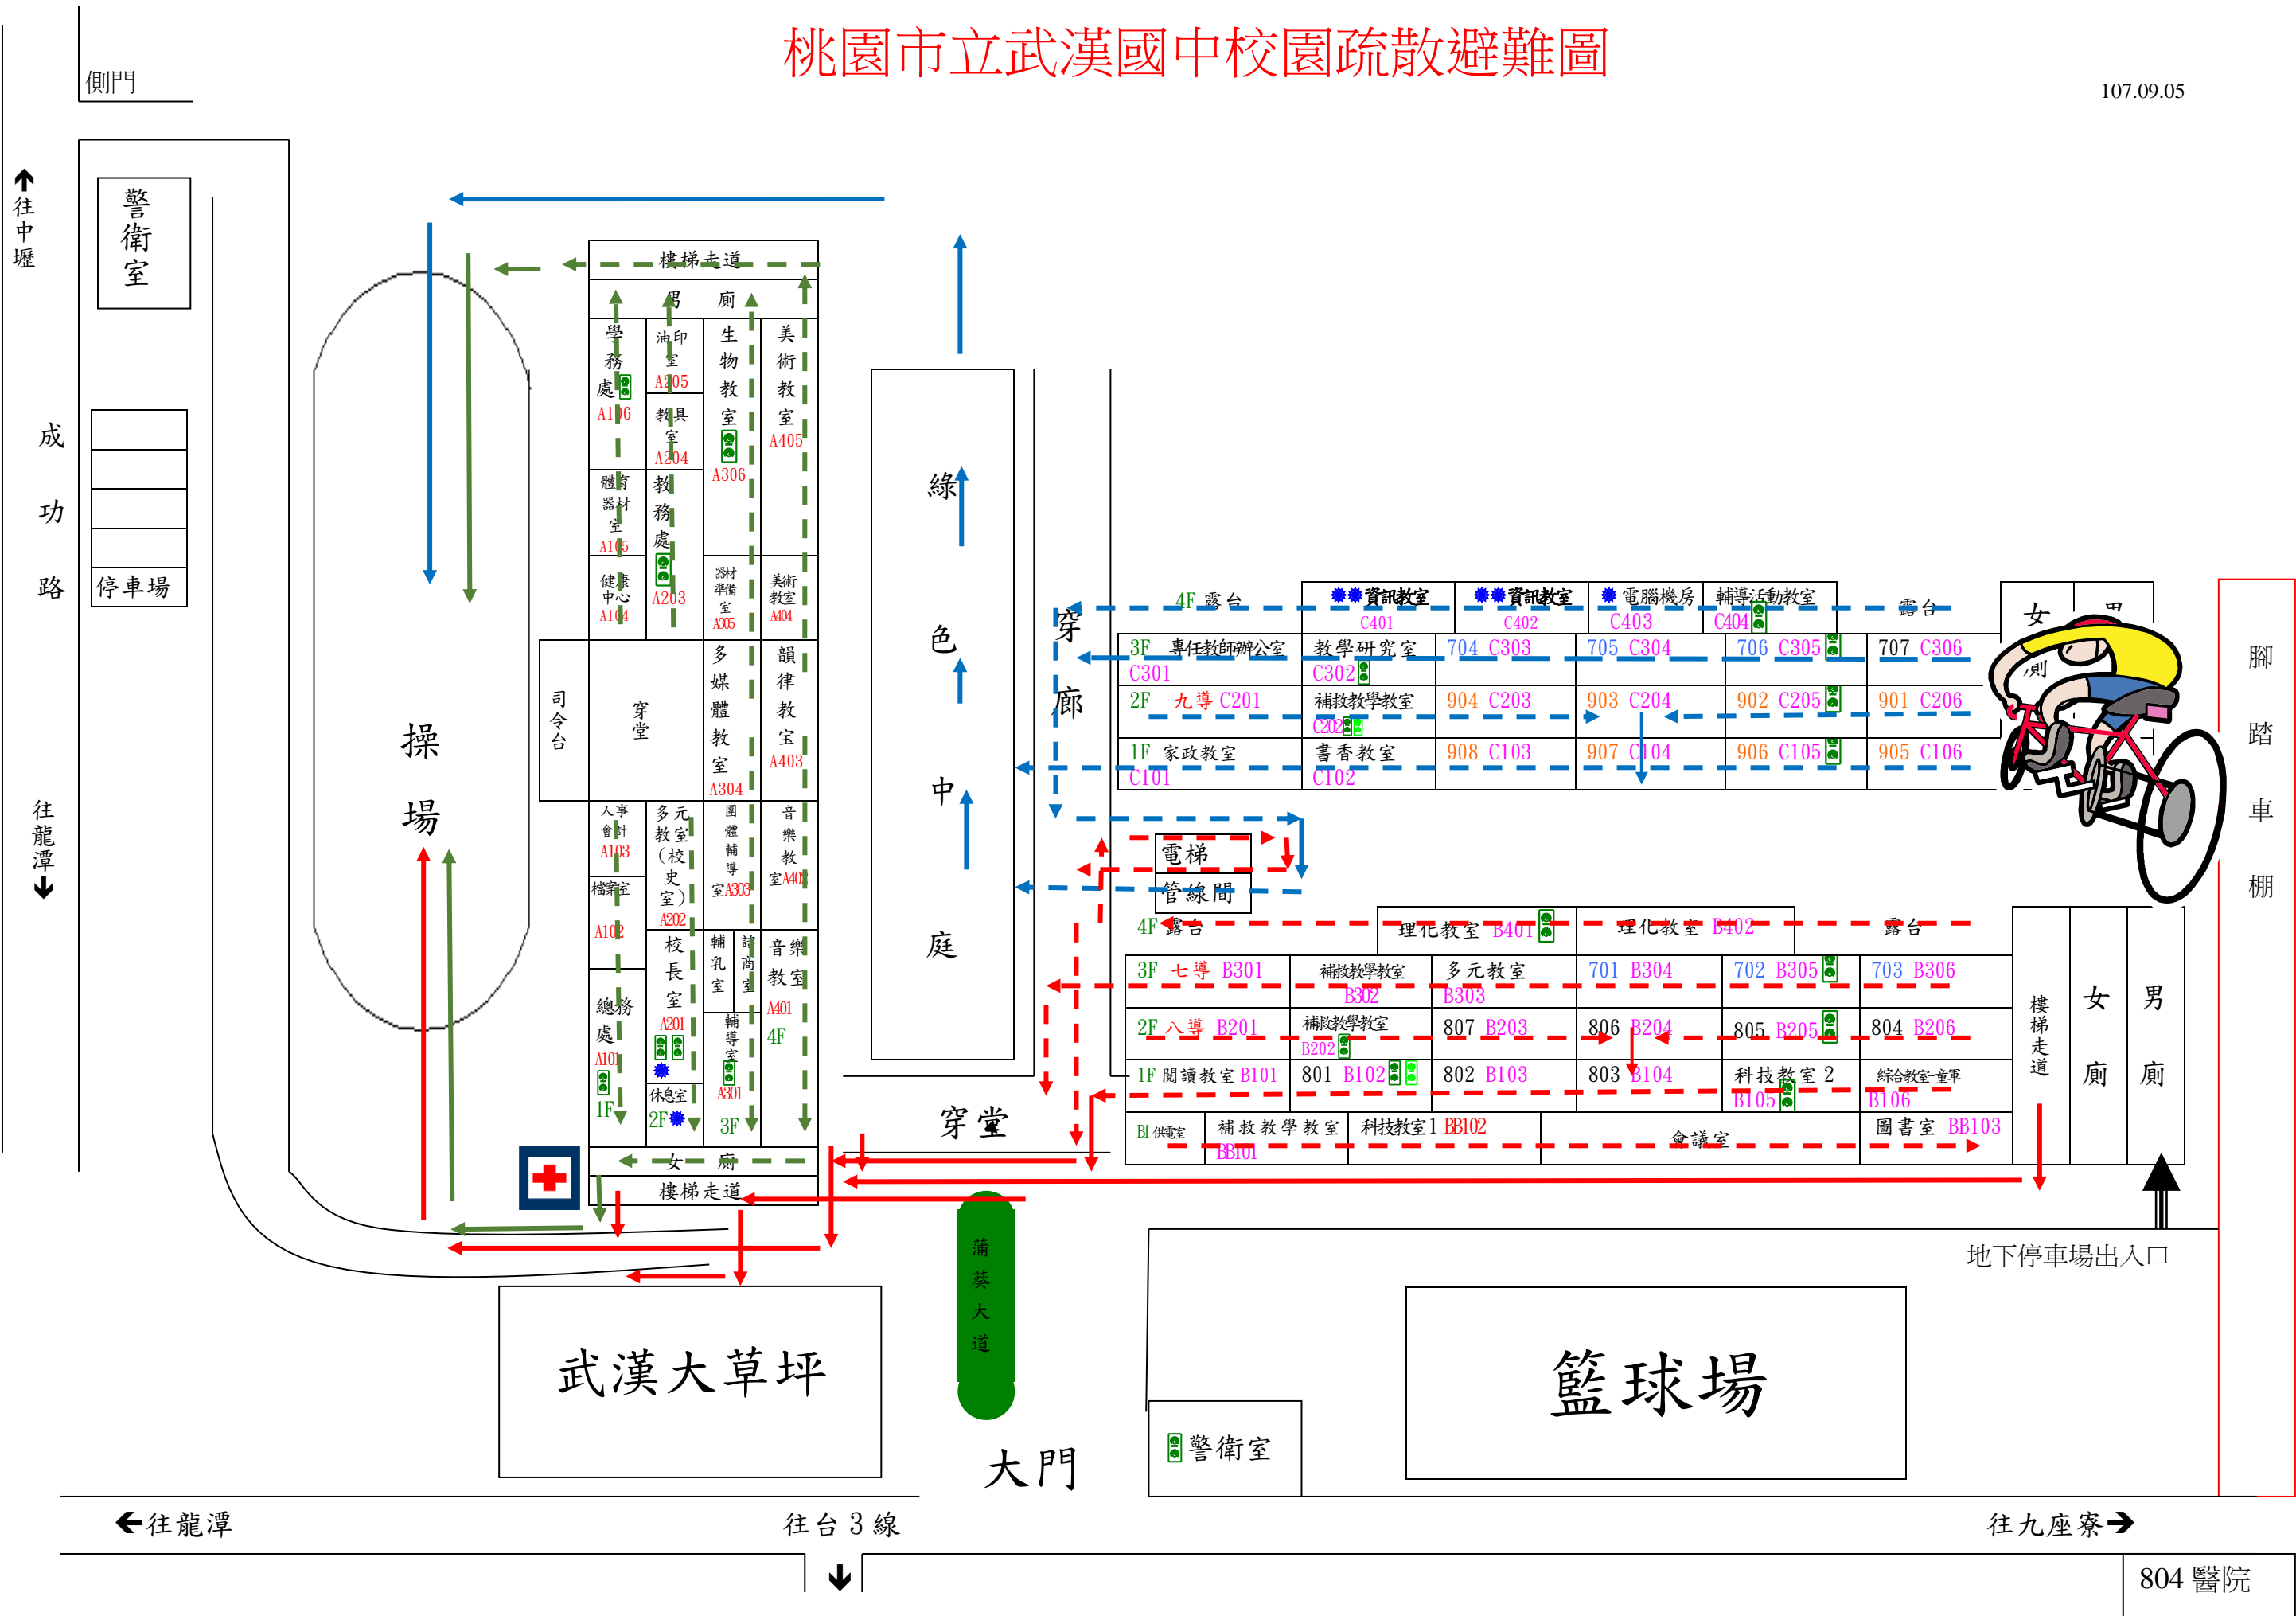 桃園市立武漢國中校園疏散避難圖
107.09.05
側門
往中壢
警衛室
成功路
停車場
往龍潭
操場
樓梯走道
男廁
學務處
A106
油印室
A205
教具室
A204
生物教室
A306
美術教室
A405
體育器材室
A105
教務處
A203
健康中心
A104
器材準備室
A305
美術教室
A404
司令台
穿堂
多媒體教室
A304
韻律教室
A403
人事會計
A103
多元教室(校史室)
A202
團體輔導室A303
音樂教室A402
檔案室
A102
校長室
A201
輔乳室
諮商室
音樂教室
A401
4F
總務處
A101
1F
休息室
2F
輔導室
A301
3F
女廁
樓梯走道
綠色中庭
穿廊
穿堂
4F 露台
資訊教室
C401
資訊教室
C402
電腦機房
C403
輔導活動教室
C404
露台
3F 專任教師辦公室
C301
教學研究室
C302
704 C303
705 C304
706 C305
707 C306
2F 九導 C201
補救教學教室
C202
904 C203
903 C204
902 C205
901 C206
1F 家政教室
C101
書香教室
C102
908 C103
907 C104
906 C105
905 C106
女
男
腳踏車棚
電梯
管線間
4F 露台
理化教室 B401
理化教室 B402
露台
3F 七導 B301
補救教學教室
B302
多元教室
B303
701 B304
702 B305
703 B306
2F 八導 B201
補救教學教室
B202
807 B203
806 B204
805 B205
804 B206
1F 閱讀教室 B101
801 B102
802 B103
803 B104
科技教室 2
B105
綜合教室-童軍
B106
B1 供電室
補救教學教室
BB101
科技教室 1 BB102
會議室
圖書室 BB103
樓梯走道
女廁
男廁
地下停車場出入口
蒲葵大道
武漢大草坪
籃球場
大門
警衛室
往龍潭
往台 3 線
往九座寮
804 醫院